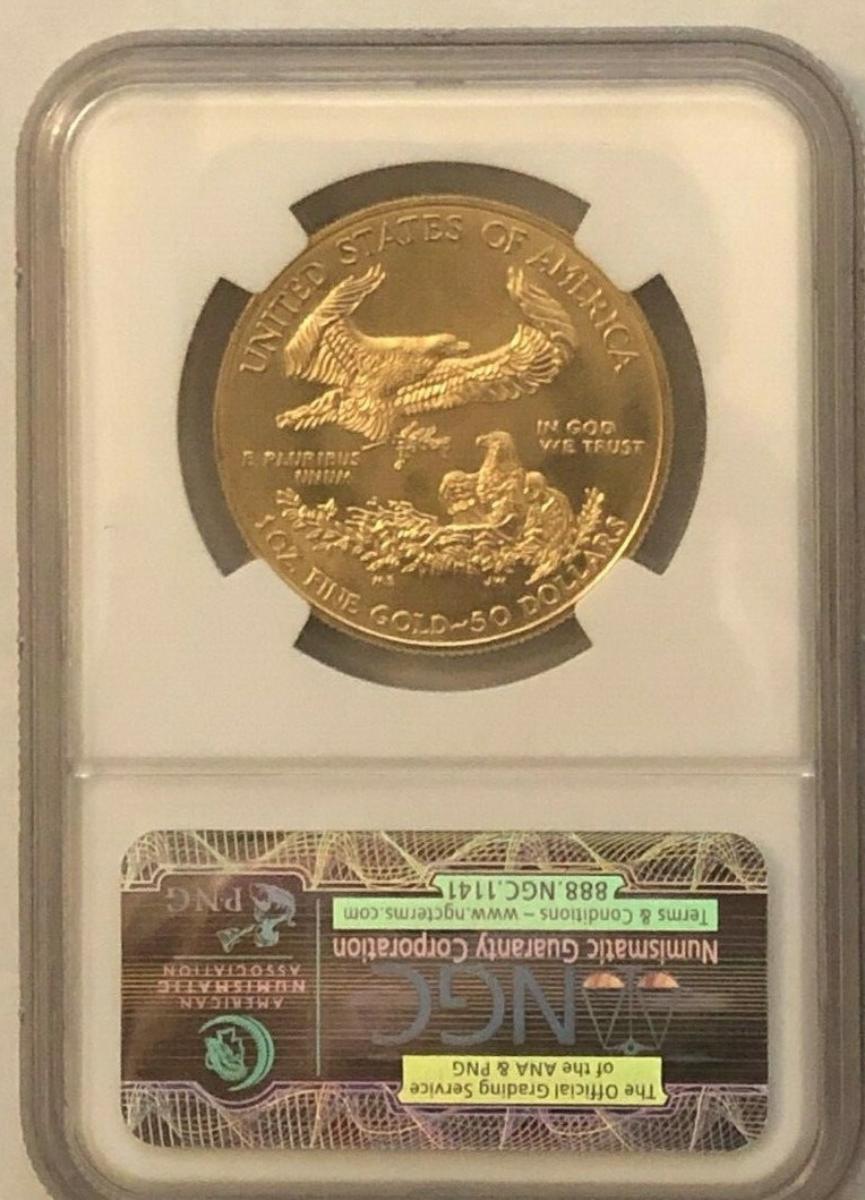 UNITED STATES OF AMERICA
IN GOD
WE TRUST
E PLURIBUS
UNUM
MB
JW
1 OZ. FINE GOLD~50 DOLLARS
The Official Grading Service
of the ANA & PNG
NGC
Numismatic Guaranty Corporation
Terms & Conditions – www.ngcterms.com
888.NGC.1141
AMERICAN
NUMISMATIC
ASSOCIATION
PNG